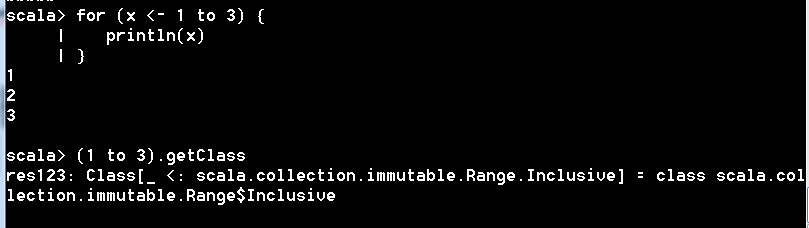 scala> for (x <- 1 to 3) {
     |    println(x)
     | }
1
2
3
scala> (1 to 3).getClass
res123: Class[_ <: scala.collection.immutable.Range.Inclusive] = class scala.col
lection.immutable.Range$Inclusive